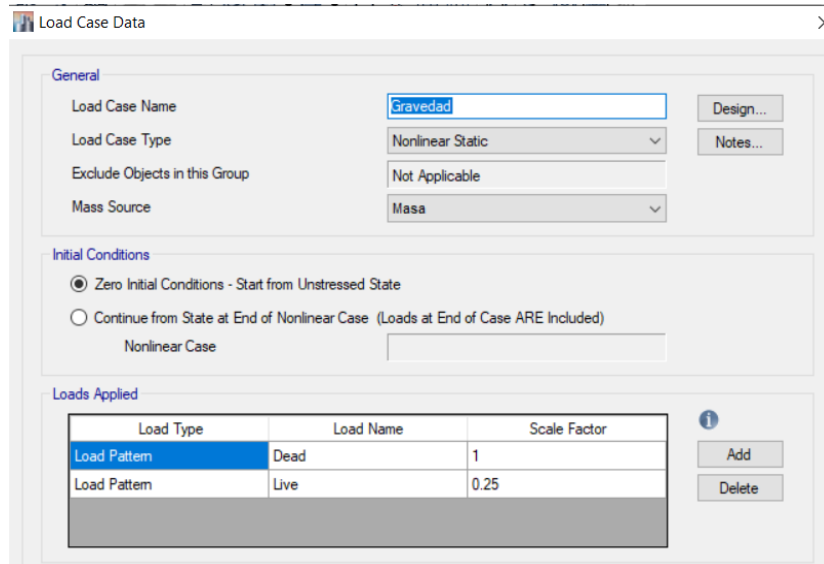 Load Case Data
General
Load Case Name Gravedad Design...
Load Case Type Nonlinear Static Notes...
Exclude Objects in this Group Not Applicable
Mass Source Masa
Initial Conditions
Zero Initial Conditions - Start from Unstressed State
Continue from State at End of Nonlinear Case (Loads at End of Case ARE Included)
Nonlinear Case
Loads Applied
Load Type Load Name Scale Factor
Load Pattern Dead 1 Add
Load Pattern Live 0.25 Delete